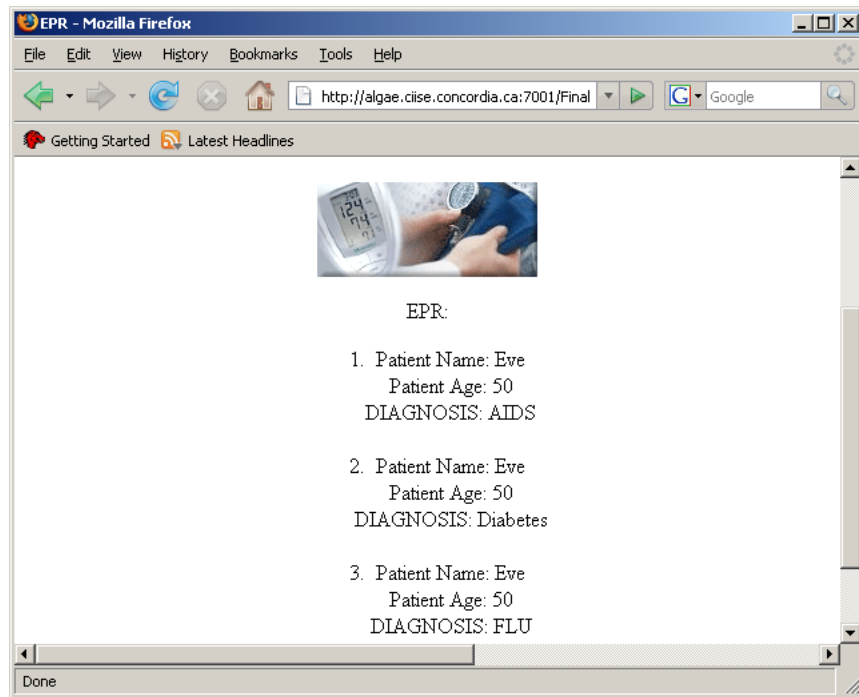 EPR - Mozilla Firefox
File Edit View History Bookmarks Tools Help
http://algae.ciise.concordia.ca:7001/Final
G Google
Getting Started Latest Headlines
124
74
EPR:
1. Patient Name: Eve
Patient Age: 50
DIAGNOSIS: AIDS
2. Patient Name: Eve
Patient Age: 50
DIAGNOSIS: Diabetes
3. Patient Name: Eve
Patient Age: 50
DIAGNOSIS: FLU
Done